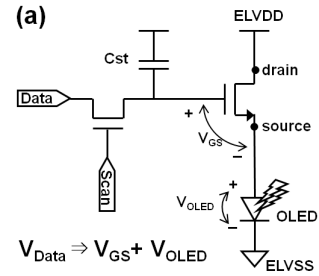 (a)
ELVDD
Cst
drain
Data
+
V_GS
source
−
Scan
+
V_OLED
OLED
−
V_Data ⇒ V_GS + V_OLED
ELVSS